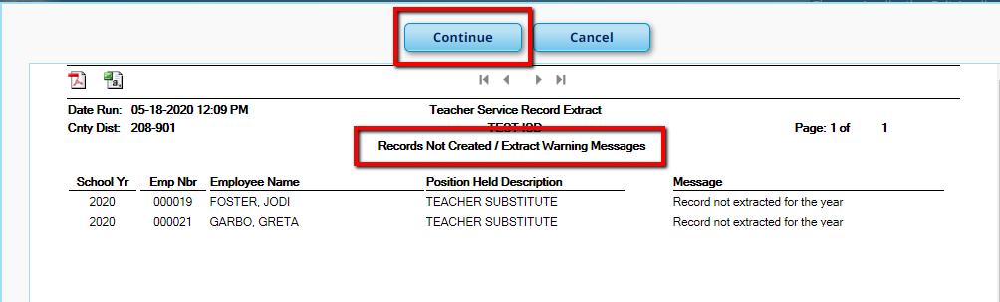 Continue Cancel
Date Run: 05-18-2020 12:09 PM Teacher Service Record Extract
Cnty Dist: 208-901 TEST ISD Page: 1 of 1
Records Not Created / Extract Warning Messages
School Yr Emp Nbr Employee Name Position Held Description Message
2020 000019 FOSTER, JODI TEACHER SUBSTITUTE Record not extracted for the year
2020 000021 GARBO, GRETA TEACHER SUBSTITUTE Record not extracted for the year